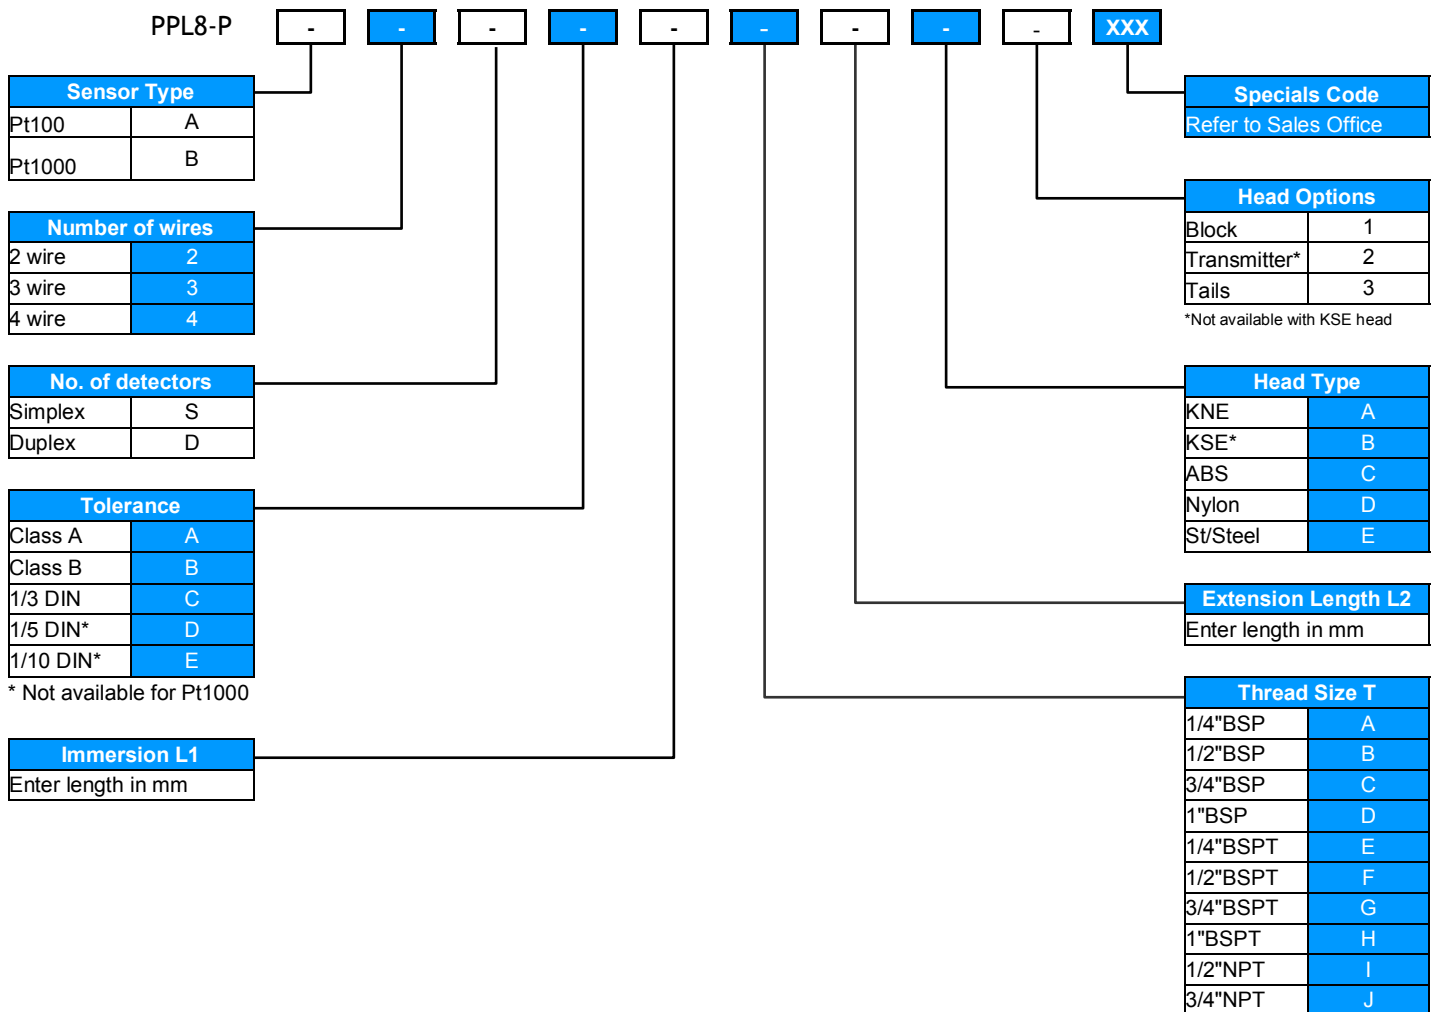 PPL8-P - - - - - - - - - XXX
Sensor Type
Pt100 A
Pt1000 B
Number of wires
2 wire 2
3 wire 3
4 wire 4
No. of detectors
Simplex S
Duplex D
Tolerance
Class A A
Class B B
1/3 DIN C
1/5 DIN* D
1/10 DIN* E
* Not available for Pt1000
Immersion L1
Enter length in mm
Specials Code
Refer to Sales Office
Head Options
Block 1
Transmitter* 2
Tails 3
*Not available with KSE head
Head Type
KNE A
KSE* B
ABS C
Nylon D
St/Steel E
Extension Length L2
Enter length in mm
Thread Size T
1/4"BSP A
1/2"BSP B
3/4"BSP C
1"BSP D
1/4"BSPT E
1/2"BSPT F
3/4"BSPT G
1"BSPT H
1/2"NPT I
3/4"NPT J